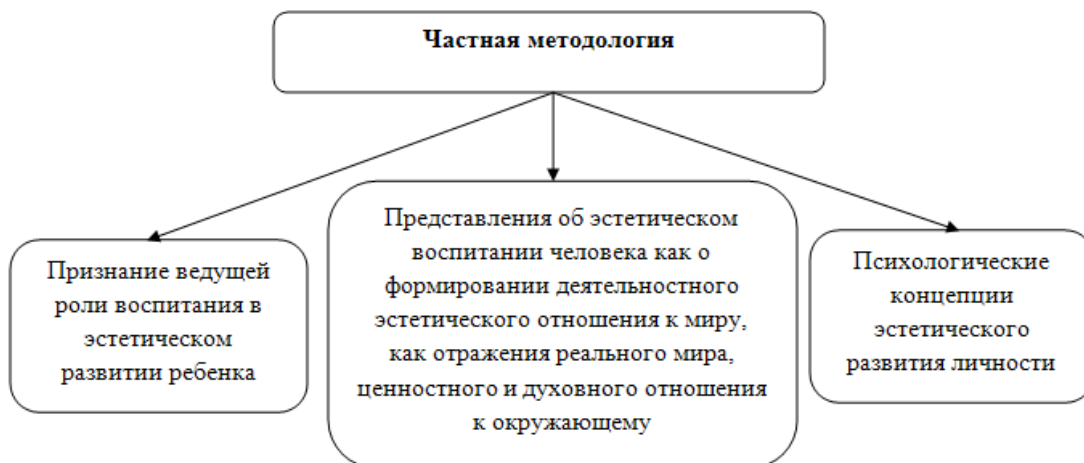 Частная методология
Признание ведущей
роли воспитания в
эстетическом
развитии ребенка
Представления об эстетическом
воспитании человека как о
формировании деятельностного
эстетического отношения к миру,
как отражения реального мира,
ценностного и духовного отношения
к окружающему
Психологические
концепции
эстетического
развития личности